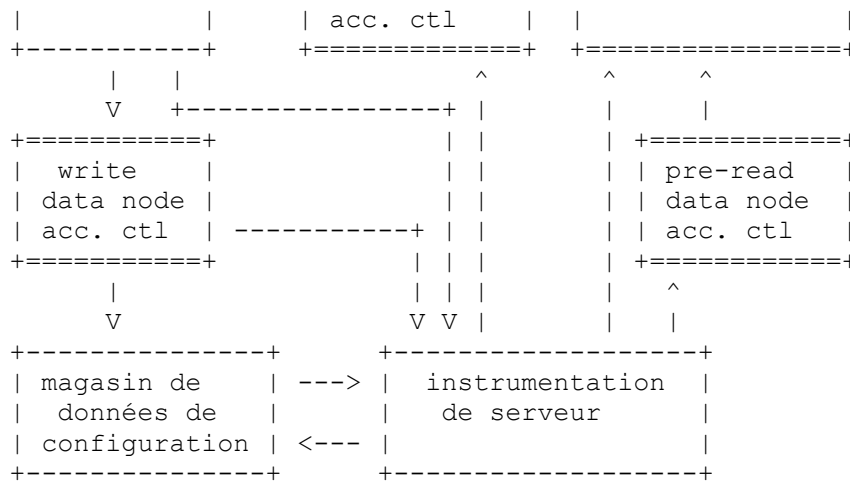 acc. ctl
write pre-read
data node data node
acc. ctl acc. ctl
magasin de instrumentation
données de de serveur
configuration